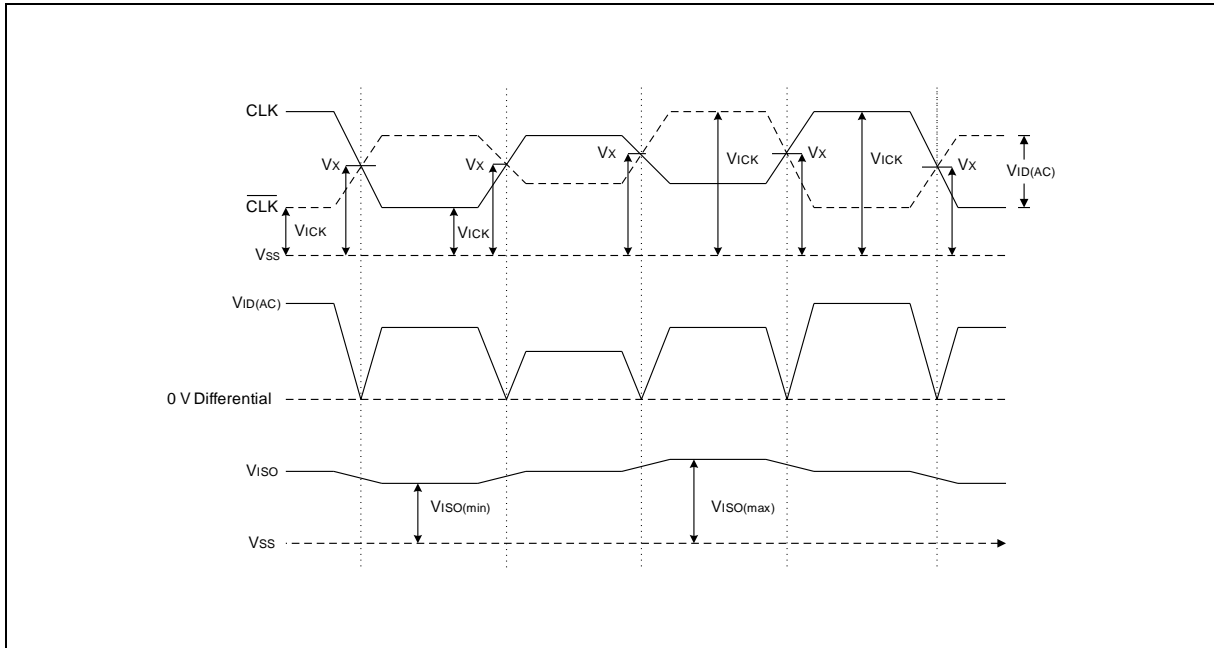 CLK
VX VX VX VICK VX VICK VX VID(AC)
CLK
VICK VICK
VSS
VID(AC)
0 V Differential
VISO
VISO(min) VISO(max)
VSS